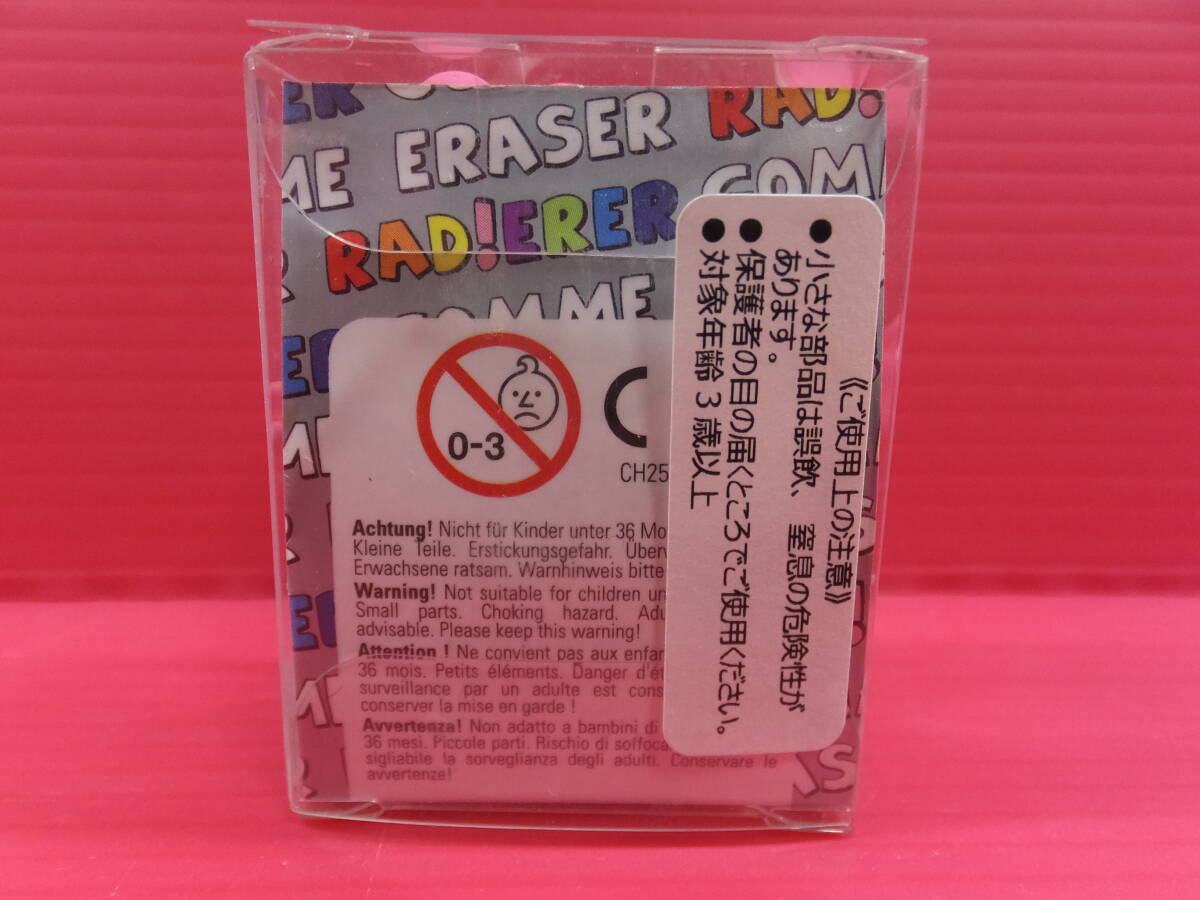 ER
ME ERASER RAD!
RAD!ERER COMM
COMME
0-3
CH25
Achtung! Nicht für Kinder unter 36 Mo
Kleine Teile. Erstickungsgefahr. Überw
Erwachsene ratsam. Warnhinweis bitte
Warning! Not suitable for children un
Small parts. Choking hazard. Adu
advisable. Please keep this warning!
Attention ! Ne convient pas aux enfan
36 mois. Petits éléments. Danger d'ét
surveillance par un adulte est cons
conserver la mise en garde !
Avvertenza! Non adatto a bambini di
36 mesi. Piccole parti. Rischio di soffoca
sigliabile la sorveglianza degli adulti. Conservare le
avvertenze!
《ご使用上の注意》
●小さな部品は誤飲、窒息の危険性が
あります。
●保護者の目の届くところでご使用ください。
●対象年齢3歳以上